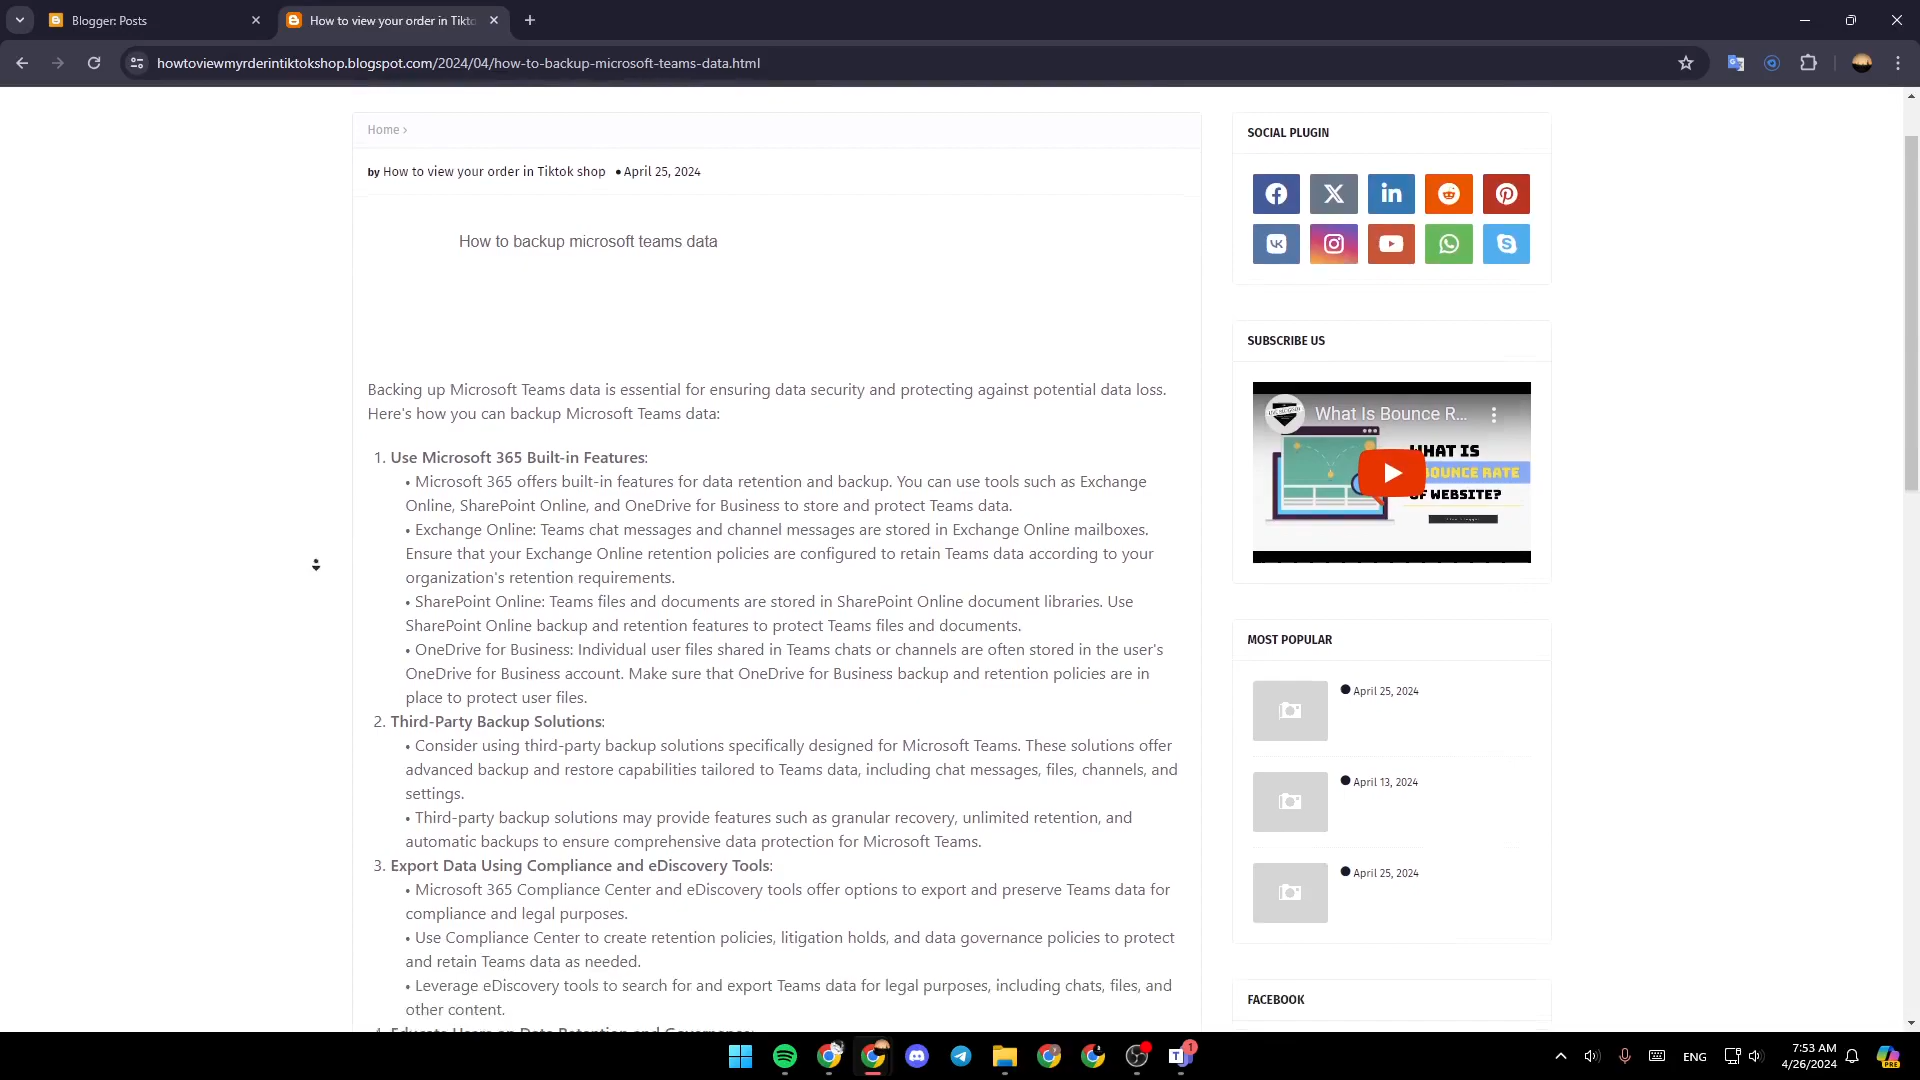 Blogger: Posts
How to view your order in Tikto
howtoviewmyrderintiktokshop.blogspot.com/2024/04/how-to-backup-microsoft-teams-data.html
Home ›
by How to view your order in Tiktok shop • April 25, 2024
How to backup microsoft teams data
Backing up Microsoft Teams data is essential for ensuring data security and protecting against potential data loss.
Here's how you can backup Microsoft Teams data:
1. Use Microsoft 365 Built-in Features:
• Microsoft 365 offers built-in features for data retention and backup. You can use tools such as Exchange
Online, SharePoint Online, and OneDrive for Business to store and protect Teams data.
• Exchange Online: Teams chat messages and channel messages are stored in Exchange Online mailboxes.
Ensure that your Exchange Online retention policies are configured to retain Teams data according to your
organization's retention requirements.
• SharePoint Online: Teams files and documents are stored in SharePoint Online document libraries. Use
SharePoint Online backup and retention features to protect Teams files and documents.
• OneDrive for Business: Individual user files shared in Teams chats or channels are often stored in the user's
OneDrive for Business account. Make sure that OneDrive for Business backup and retention policies are in
place to protect user files.
2. Third-Party Backup Solutions:
• Consider using third-party backup solutions specifically designed for Microsoft Teams. These solutions offer
advanced backup and restore capabilities tailored to Teams data, including chat messages, files, channels, and
settings.
• Third-party backup solutions may provide features such as granular recovery, unlimited retention, and
automatic backups to ensure comprehensive data protection for Microsoft Teams.
3. Export Data Using Compliance and eDiscovery Tools:
• Microsoft 365 Compliance Center and eDiscovery tools offer options to export and preserve Teams data for
compliance and legal purposes.
• Use Compliance Center to create retention policies, litigation holds, and data governance policies to protect
and retain Teams data as needed.
• Leverage eDiscovery tools to search for and export Teams data for legal purposes, including chats, files, and
other content.
4. Educate Users on Data Retention and Governance:
SOCIAL PLUGIN
SUBSCRIBE US
What Is Bounce R...
WHAT IS
BOUNCE RATE
OF WEBSITE?
MOST POPULAR
April 25, 2024
April 13, 2024
April 25, 2024
FACEBOOK
1
ENG
7:53 AM
4/26/2024
PRE